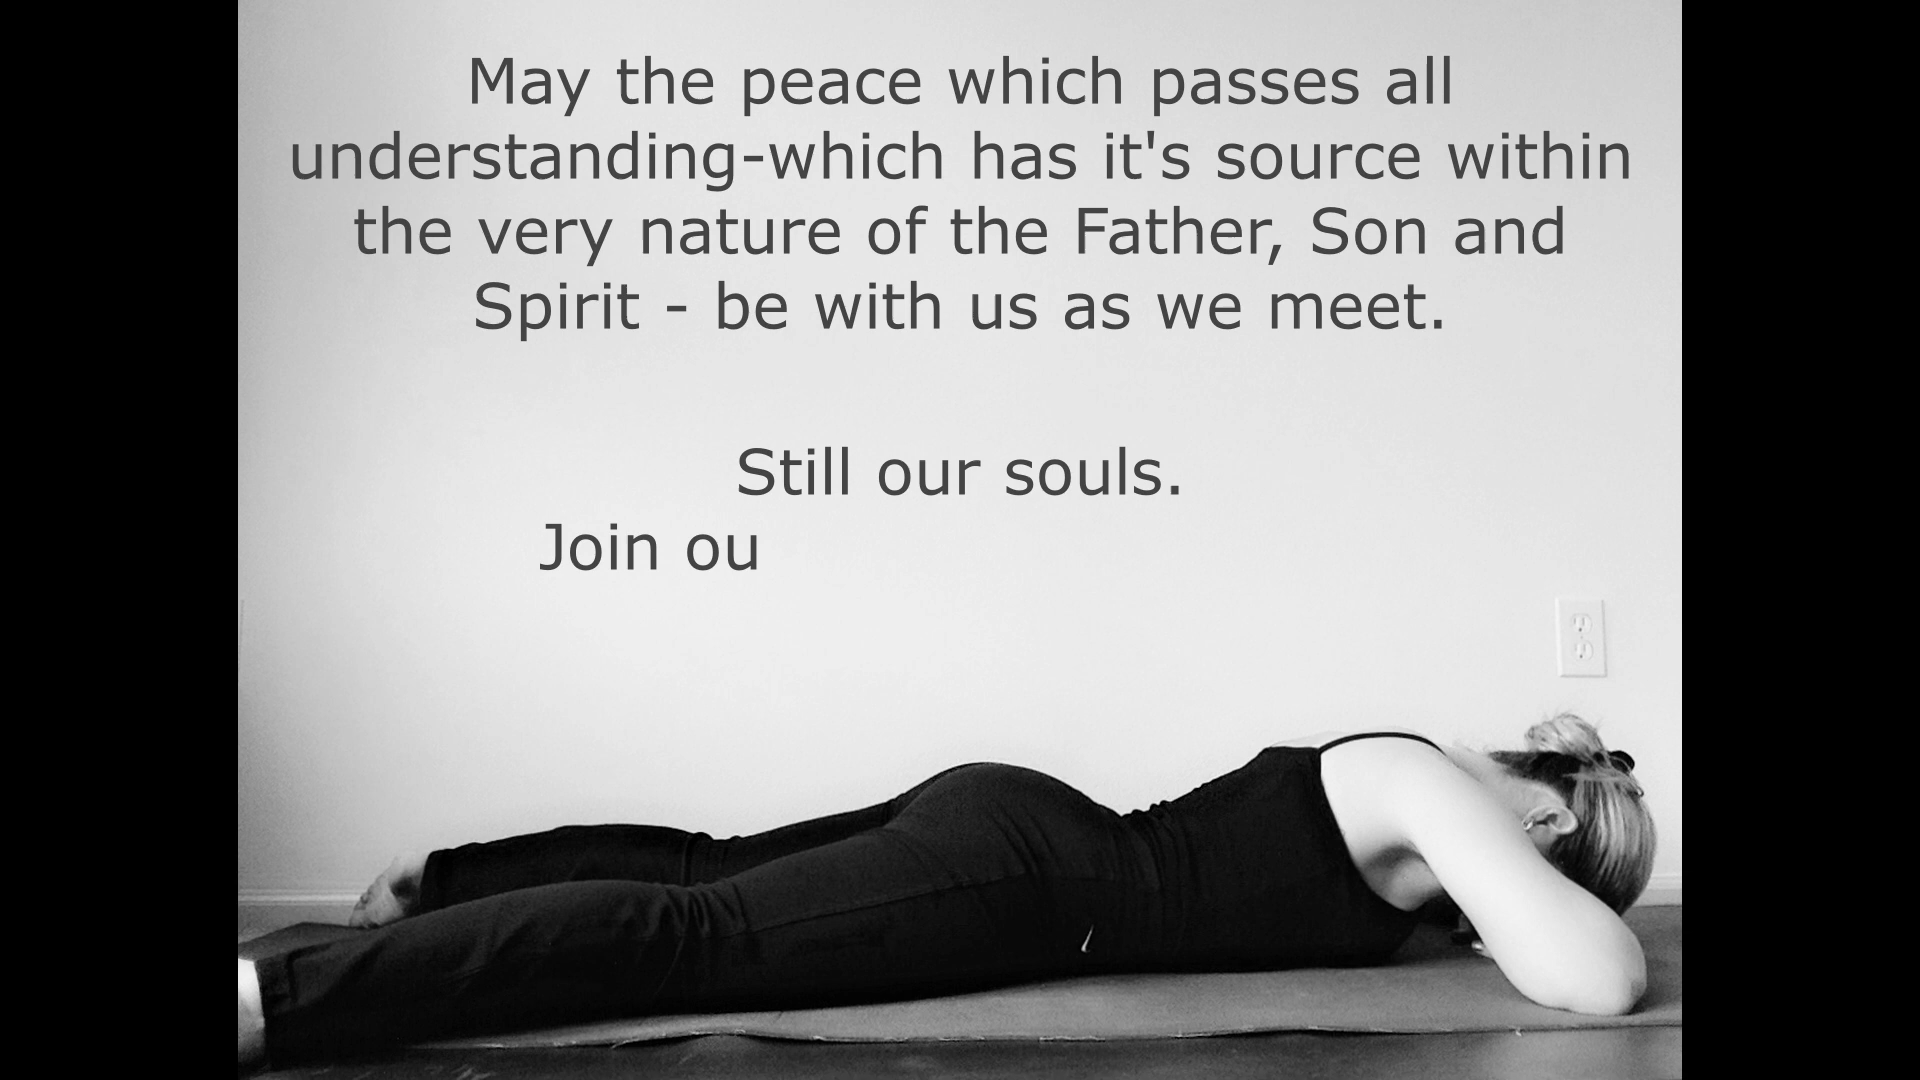 May the peace which passes all
understanding-which has it's source within
the very nature of the Father, Son and
Spirit - be with us as we meet.
Still our souls.
Join ou